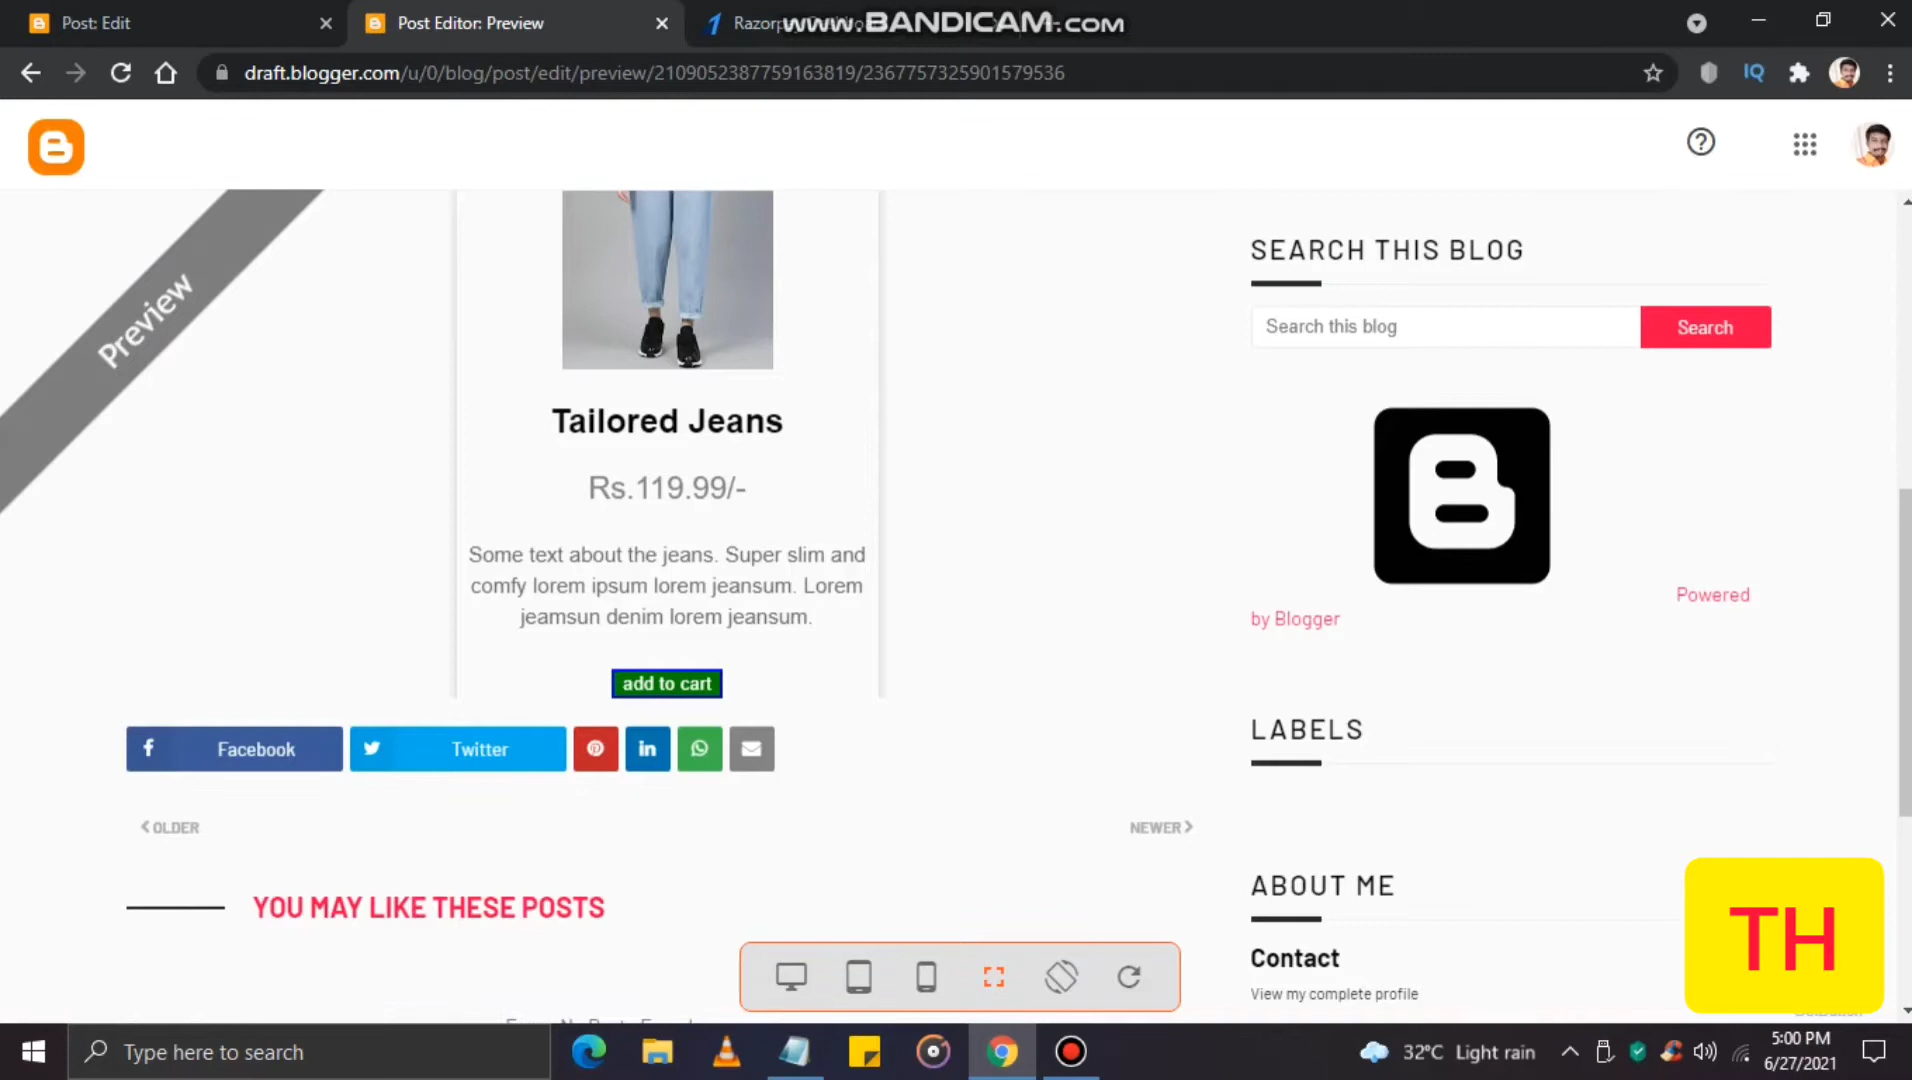 Post: Edit
Post Editor: Preview
Razorp
www.BANDICAM.com
draft.blogger.com/u/0/blog/post/edit/preview/2109052387759163819/2367757325901579536
IQ
Preview
Tailored Jeans
Rs.119.99/-
Some text about the jeans. Super slim and
comfy lorem ipsum lorem jeansum. Lorem
jeamsun denim lorem jeansum.
add to cart
Facebook
Twitter
OLDER
NEWER
YOU MAY LIKE THESE POSTS
SEARCH THIS BLOG
Search this blog
Search
Powered
by Blogger
LABELS
ABOUT ME
Contact
View my complete profile
TH
Type here to search
32°C Light rain
5:00 PM
6/27/2021